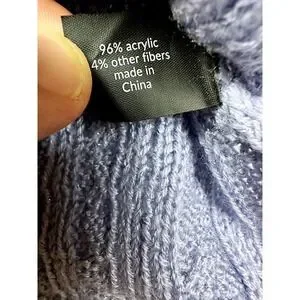 96% acrylic
4% other fibers
made in
China